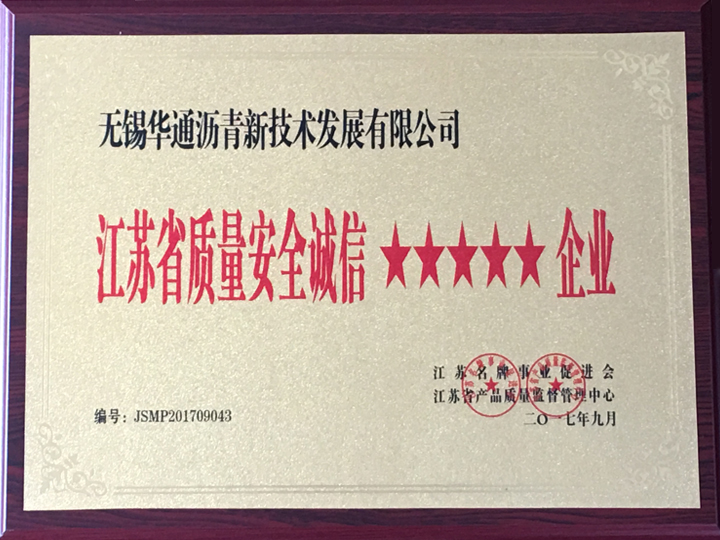 无锡华通沥青新技术发展有限公司
江苏省质量安全诚信★★★★★企业
江苏名牌事业促进会
江苏省产品质量监督管理中心
编号: JSMP201709043
二〇一七年九月